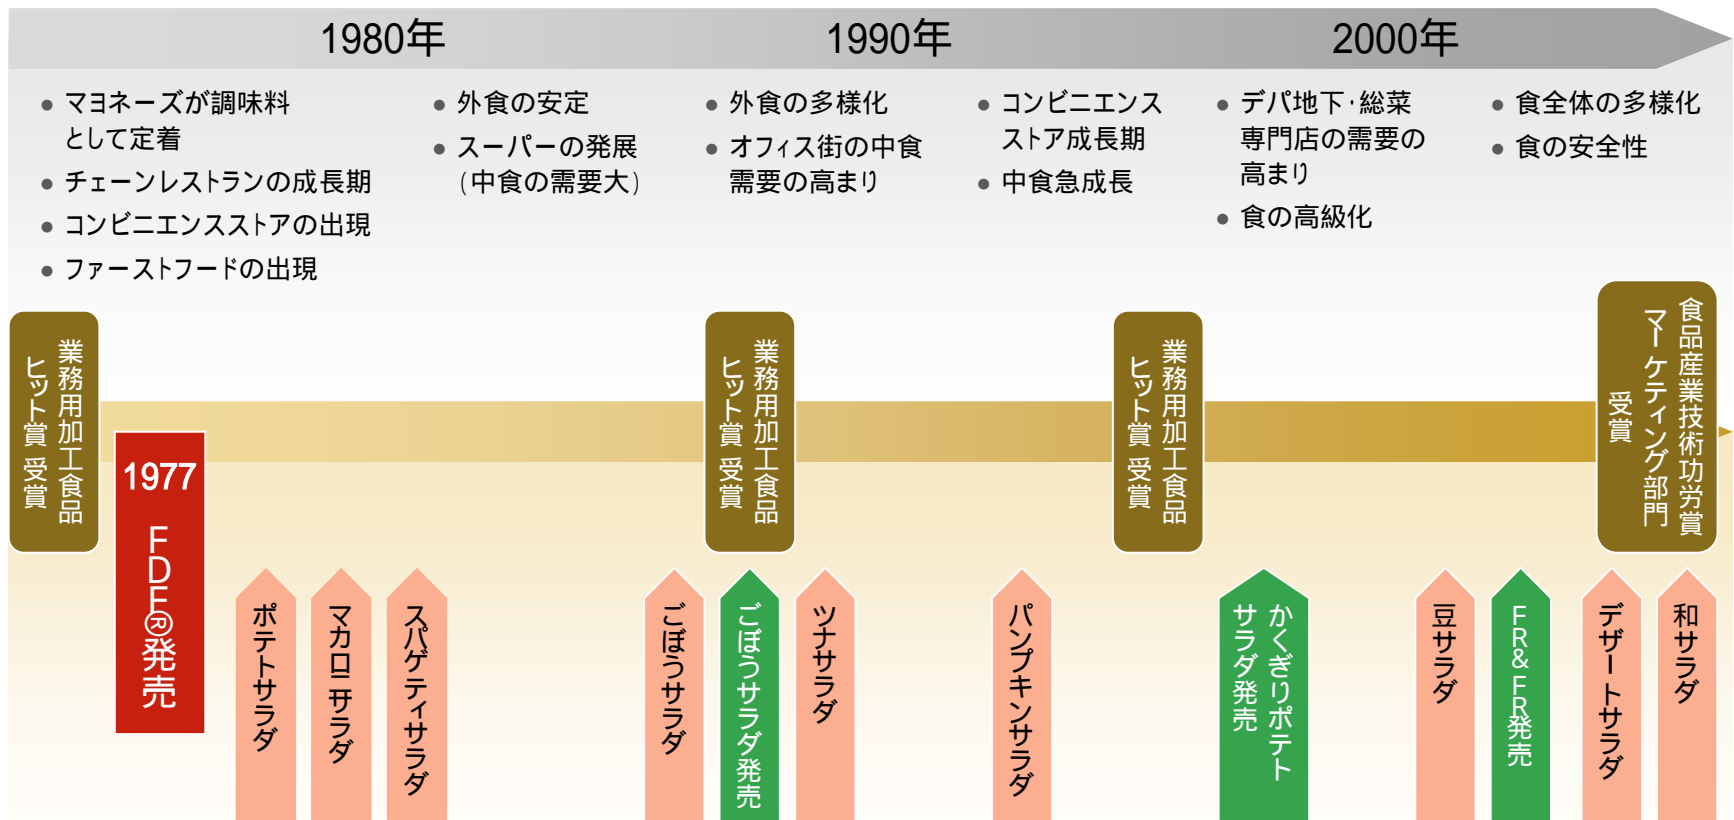 1980年
1990年
2000年
● マヨネーズが調味料
として定着
● チェーンレストランの成長期
● コンビニエンスストアの出現
● ファーストフードの出現
● 外食の安定
● スーパーの発展
(中食の需要大)
● 外食の多様化
● オフィス街の中食
需要の高まり
● コンビニエンス
ストア成長期
● 中食急成長
● デパ地下・総菜
専門店の需要の
高まり
● 食の高級化
● 食全体の多様化
● 食の安全性
業務用加工食品
ヒット賞 受賞
1977
FDF®発売
業務用加工食品
ヒット賞 受賞
業務用加工食品
ヒット賞 受賞
食品産業技術功労賞
マーケティング部門
受賞
ポテトサラダ
マカロニサラダ
スパゲティサラダ
ごぼうサラダ
ごぼうサラダ発売
ツナサラダ
パンプキンサラダ
かくぎりポテト
サラダ発売
豆サラダ
FR&FR発売
デザートサラダ
和サラダ